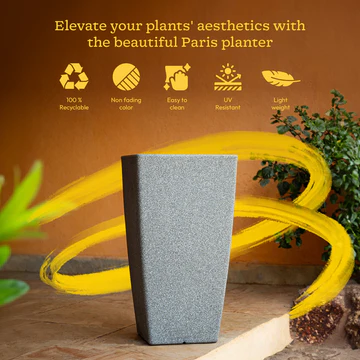 Elevate your plants' aesthetics with
the beautiful Paris planter
100 %
Recyclable
Non fading
color
Easy to
clean
UV
Resistant
Light
weight